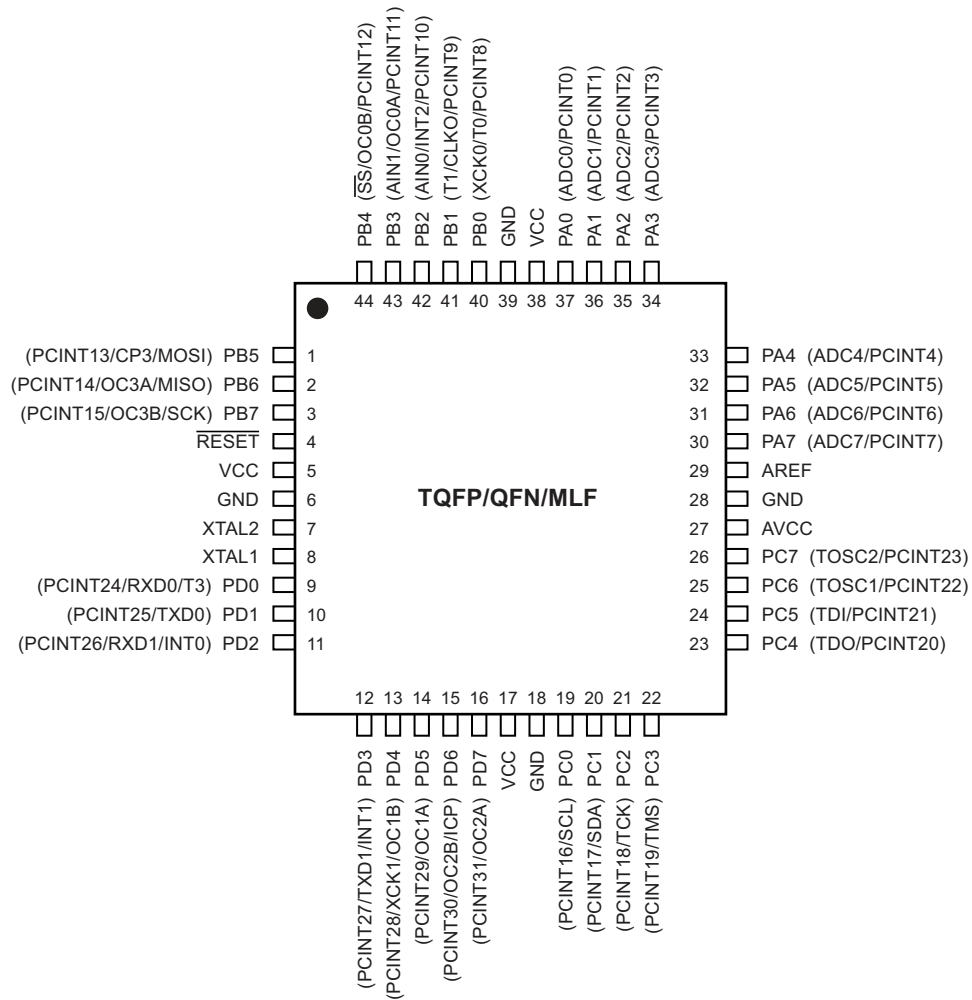 PB4 (SS/OC0B/PCINT12)
PB3 (AIN1/OC0A/PCINT11)
PB2 (AIN0/INT2/PCINT10)
PB1 (T1/CLKO/PCINT9)
PB0 (XCK0/T0/PCINT8)
GND
VCC
PA0 (ADC0/PCINT0)
PA1 (ADC1/PCINT1)
PA2 (ADC2/PCINT2)
PA3 (ADC3/PCINT3)
44 43 42 41 40 39 38 37 36 35 34
(PCINT13/CP3/MOSI) PB5 1
(PCINT14/OC3A/MISO) PB6 2
(PCINT15/OC3B/SCK) PB7 3
RESET 4
VCC 5
GND 6
XTAL2 7
XTAL1 8
(PCINT24/RXD0/T3) PD0 9
(PCINT25/TXD0) PD1 10
(PCINT26/RXD1/INT0) PD2 11
TQFP/QFN/MLF
33 PA4 (ADC4/PCINT4)
32 PA5 (ADC5/PCINT5)
31 PA6 (ADC6/PCINT6)
30 PA7 (ADC7/PCINT7)
29 AREF
28 GND
27 AVCC
26 PC7 (TOSC2/PCINT23)
25 PC6 (TOSC1/PCINT22)
24 PC5 (TDI/PCINT21)
23 PC4 (TDO/PCINT20)
12 13 14 15 16 17 18 19 20 21 22
(PCINT27/TXD1/INT1) PD3
(PCINT28/XCK1/OC1B) PD4
(PCINT29/OC1A) PD5
(PCINT30/OC2B/ICP) PD6
(PCINT31/OC2A) PD7
VCC
GND
(PCINT16/SCL) PC0
(PCINT17/SDA) PC1
(PCINT18/TCK) PC2
(PCINT19/TMS) PC3